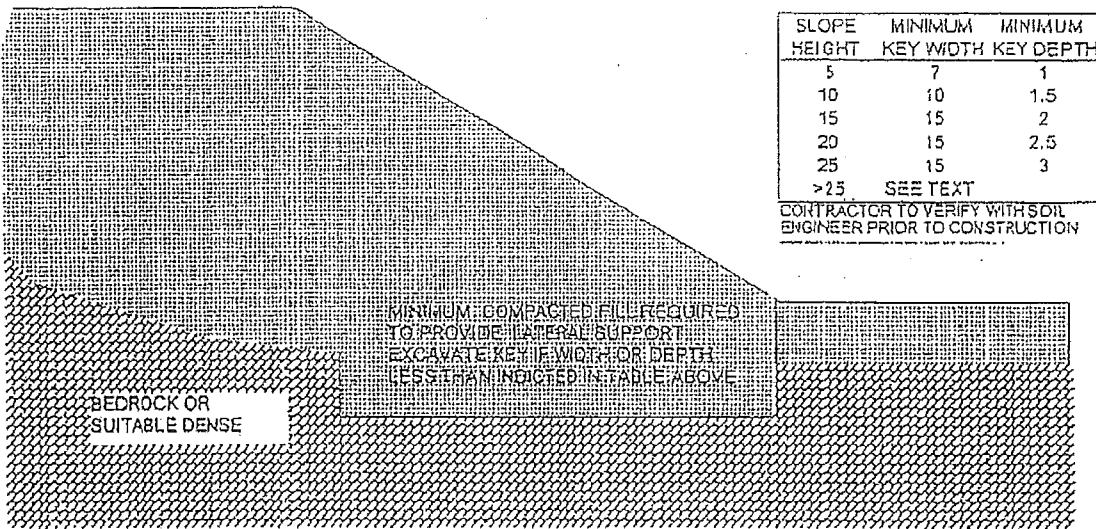 SLOPE MINIMUM MINIMUM
HEIGHT KEY WIDTH KEY DEPTH
5 7 1
10 10 1.5
15 15 2
20 15 2.5
25 15 3
>25 SEE TEXT
CONTRACTOR TO VERIFY WITH SOIL
ENGINEER PRIOR TO CONSTRUCTION
MINIMUM COMPACTED FILL REQUIRED
TO PROVIDE LATERAL SUPPORT
EXCAVATE KEY IF WIDTH OR DEPTH
LESS THAN INDICTED IN TABLE ABOVE
BEDROCK OR
SUITABLE DENSE